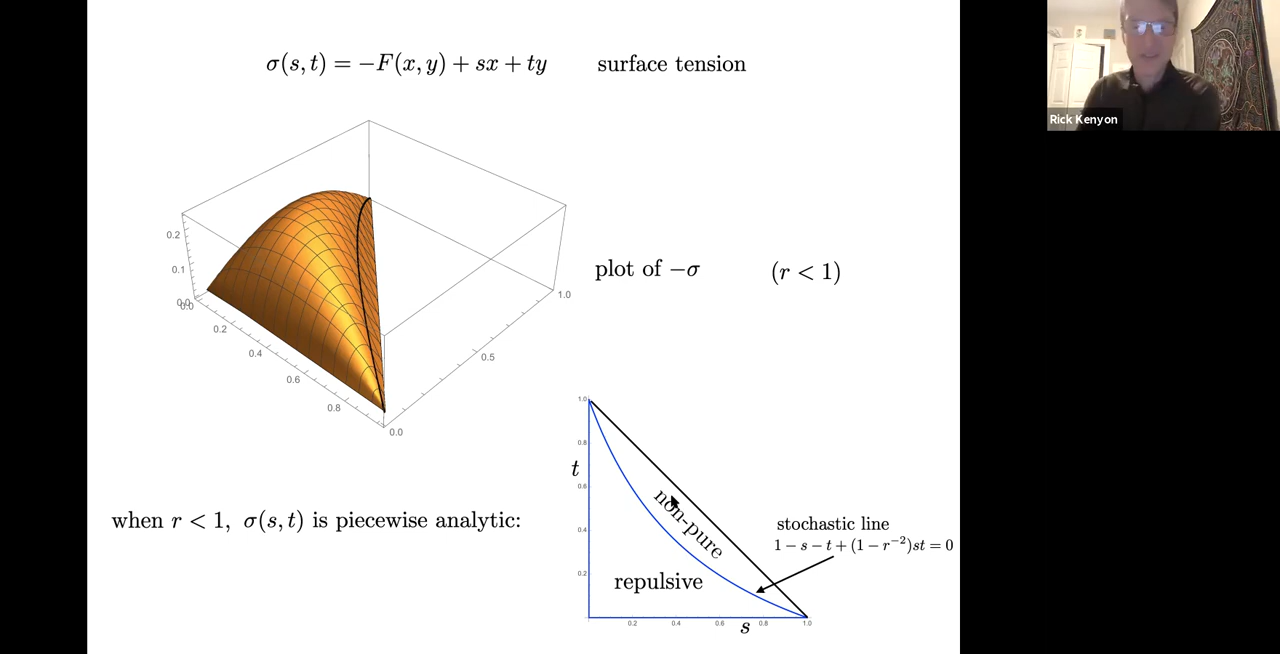 σ(s, t) = −F(x, y) + sx + ty surface tension
Rick Kenyon
0.2
0.1
0.0
0.0
0.2
0.4
0.6
0.8
0.0
0.5
1.0
plot of −σ (r < 1)
when r < 1, σ(s, t) is piecewise analytic:
1.0
0.8
t
0.6
0.4
0.2
non-pure
repulsive
stochastic line
1 − s − t + (1 − r⁻²)st = 0
0.2 0.4 0.6 0.8 1.0
s